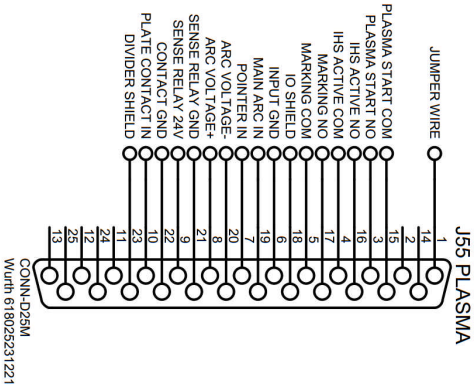 J55 PLASMA
JUMPER WIRE 1
14
2
PLASMA START COM 15
PLASMA START NO 3
IHS ACTIVE NO 16
IHS ACTIVE COM 4
MARKING NO 17
MARKING COM 5
IO SHIELD 18
INPUT GND 6
MAIN ARC IN 19
POINTER IN 7
ARC VOLTAGE- 20
ARC VOLTAGE+ 8
SENSE RELAY GND 21
SENSE RELAY 24V 9
CONTACT GND 22
PLATE CONTACT IN 10
DIVIDER SHIELD 23
11
24
12
25
13
CONN-D25M
Wurth 618025231221